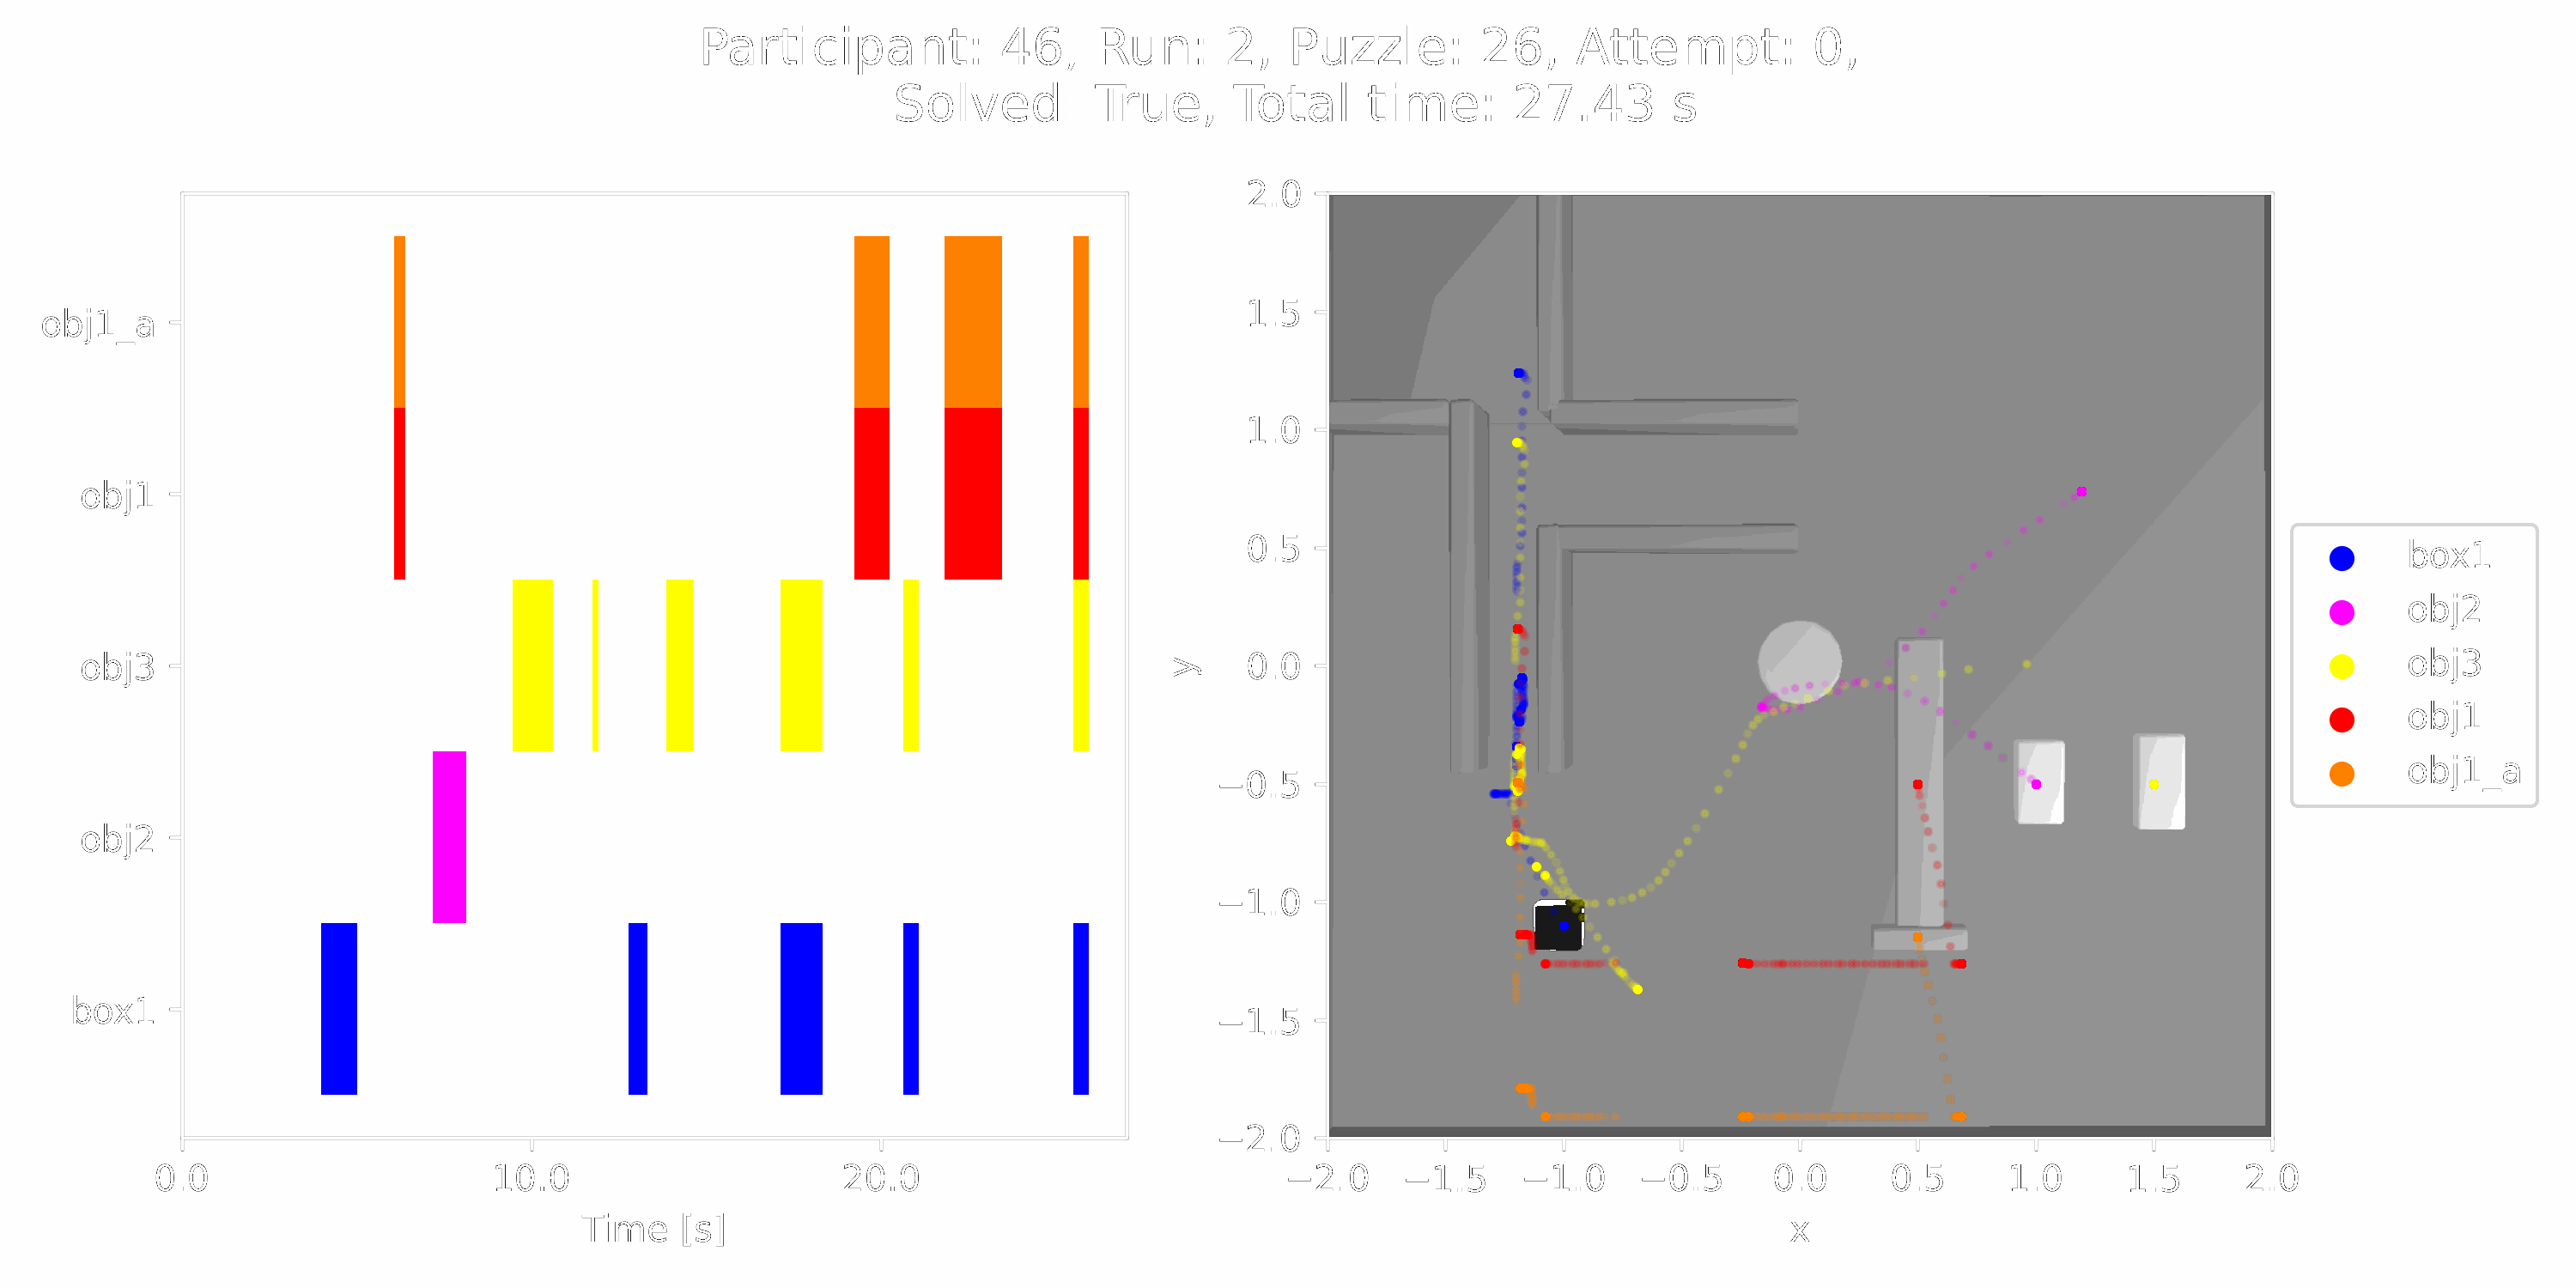 Participant: 46, Run: 2, Puzzle: 26, Attempt: 0,
Solved True, Total time: 27.43 s
obj1_a
obj1
obj3
obj2
box1
0.0 10.0 20.0
Time [s]
2.0
1.5
1.0
0.5
0.0
−0.5
−1.0
−1.5
−2.0
y
−2.0 −1.5 −1.0 −0.5 0.0 0.5 1.0 1.5 2.0
x
box1
obj2
obj3
obj1
obj1_a